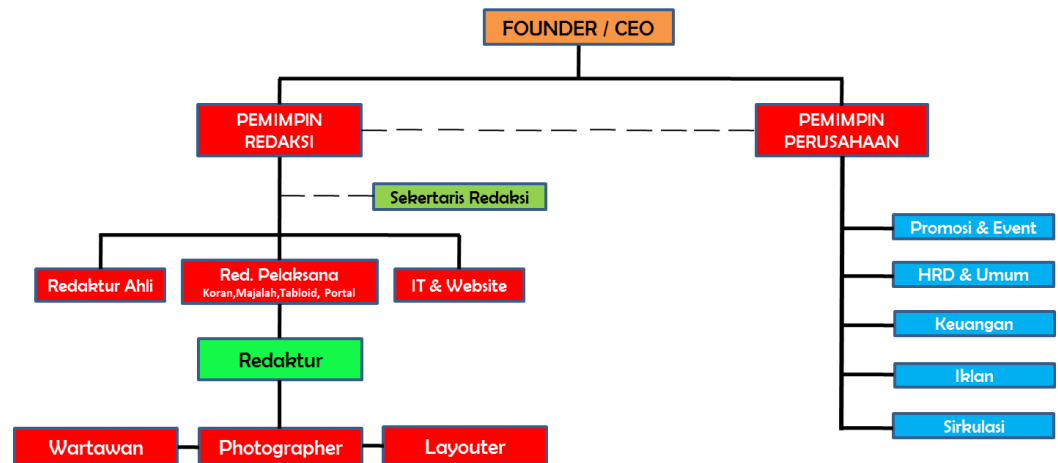 FOUNDER / CEO
PEMIMPIN
REDAKSI
PEMIMPIN
PERUSAHAAN
Sekertaris Redaksi
Redaktur Ahli
Red. Pelaksana
Koran,Majalah,Tabloid, Portal
IT & Website
Redaktur
Wartawan
Photographer
Layouter
Promosi & Event
HRD & Umum
Keuangan
Iklan
Sirkulasi